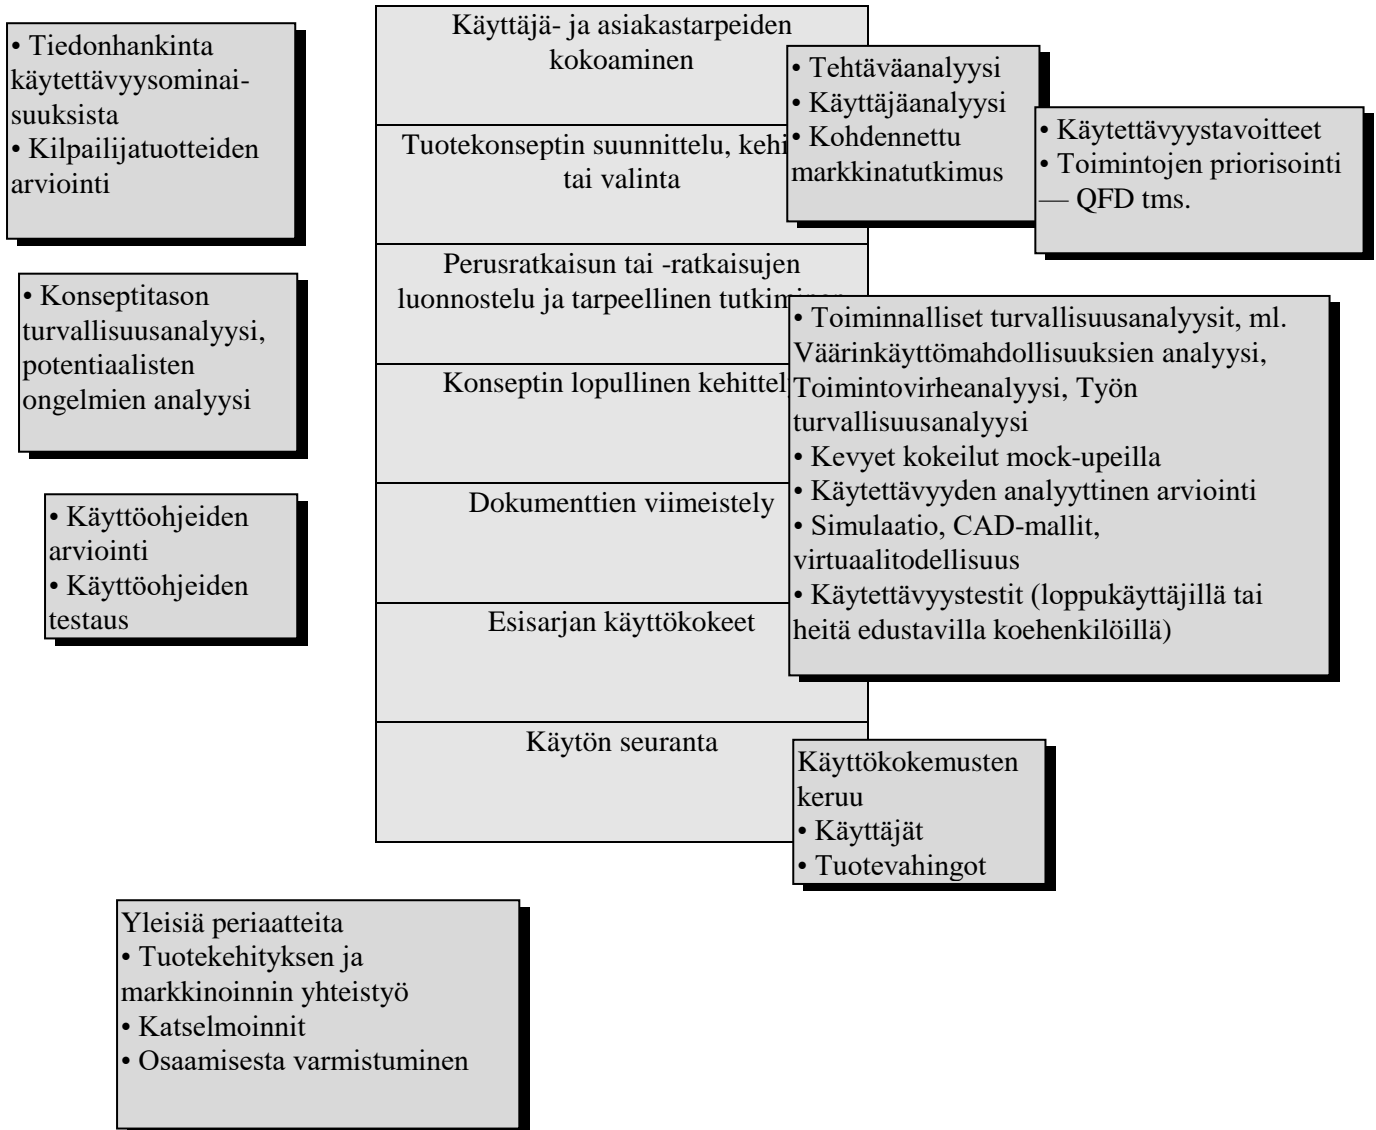 Käyttäjä- ja asiakastarpeiden
kokoaminen
• Tiedonhankinta
käytettävyysominai-
suuksista
• Kilpailijatuotteiden
arviointi
• Tehtäväanalyysi
• Käyttäjäanalyysi
• Kohdennettu
markkinatutkimus
• Käytettävyystavoitteet
• Toimintojen priorisointi
— QFD tms.
Tuotekonseptin suunnittelu, kehi
tai valinta
Perusratkaisun tai -ratkaisujen
luonnostelu ja tarpeellinen
• Konseptitason
turvallisuusanalyysi,
potentiaalisten
ongelmien analyysi
• Toiminnalliset turvallisuusanalyysit, ml.
Väärinkäyttömahdollisuuksien analyysi,
Toimintovirheanalyysi, Työn
turvallisuusanalyysi
• Kevyet kokeilut mock-upeilla
• Käytettävyyden analyyttinen arviointi
• Simulaatio, CAD-mallit,
virtuaalitodellisuus
• Käytettävyystestit (loppukäyttäjillä tai
heitä edustavilla koehenkilöillä)
Konseptin lopullinen kehittel
Dokumenttien viimeistely
• Käyttöohjeiden
arviointi
• Käyttöohjeiden
testaus
Esisarjan käyttökokeet
Käytön seuranta
Käyttökokemusten
keruu
• Käyttäjät
• Tuotevahingot
Yleisiä periaatteita
• Tuotekehityksen ja
markkinoinnin yhteistyö
• Katselmoinnit
• Osaamisesta varmistuminen